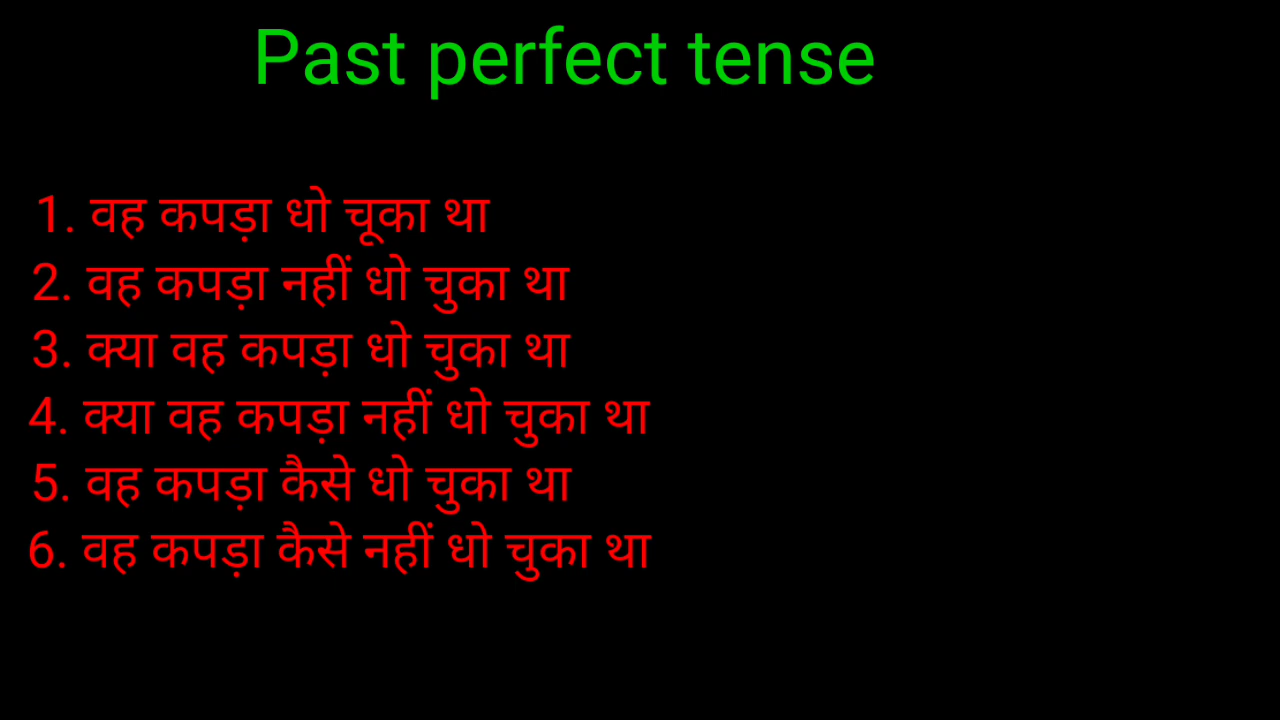 Past perfect tense
1. वह कपड़ा धो चूका था
2. वह कपड़ा नहीं धो चुका था
3. क्या वह कपड़ा धो चुका था
4. क्या वह कपड़ा नहीं धो चुका था
5. वह कपड़ा कैसे धो चुका था
6. वह कपड़ा कैसे नहीं धो चुका था